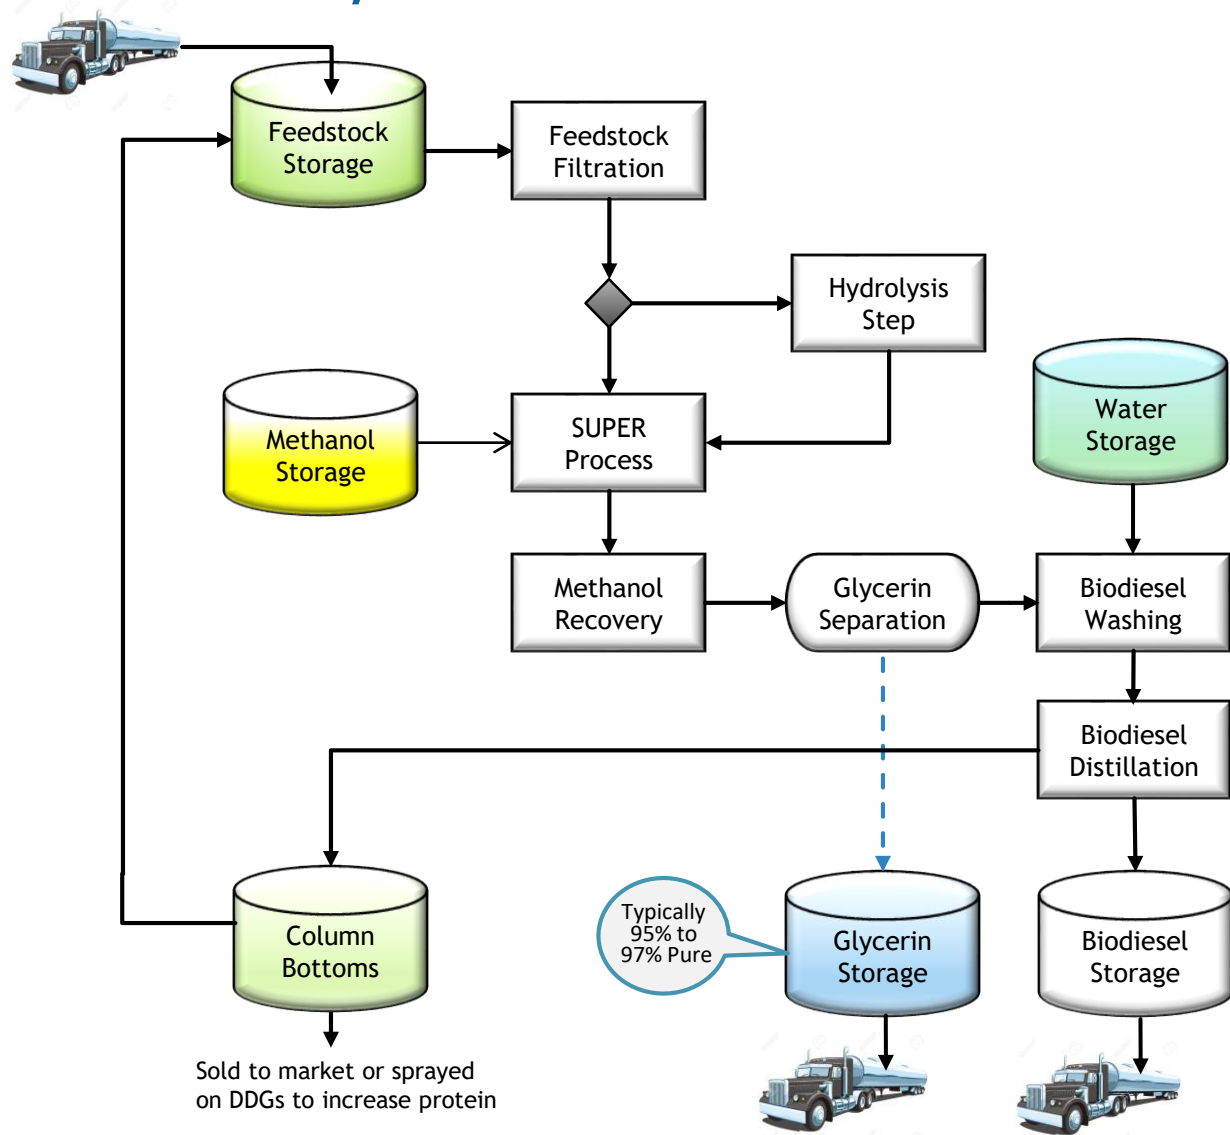 Feedstock
Storage
Feedstock
Filtration
Hydrolysis
Step
Methanol
Storage
SUPER
Process
Water
Storage
Methanol
Recovery
Glycerin
Separation
Biodiesel
Washing
Biodiesel
Distillation
Column
Bottoms
Typically
95% to
97% Pure
Glycerin
Storage
Biodiesel
Storage
Sold to market or sprayed
on DDGs to increase protein